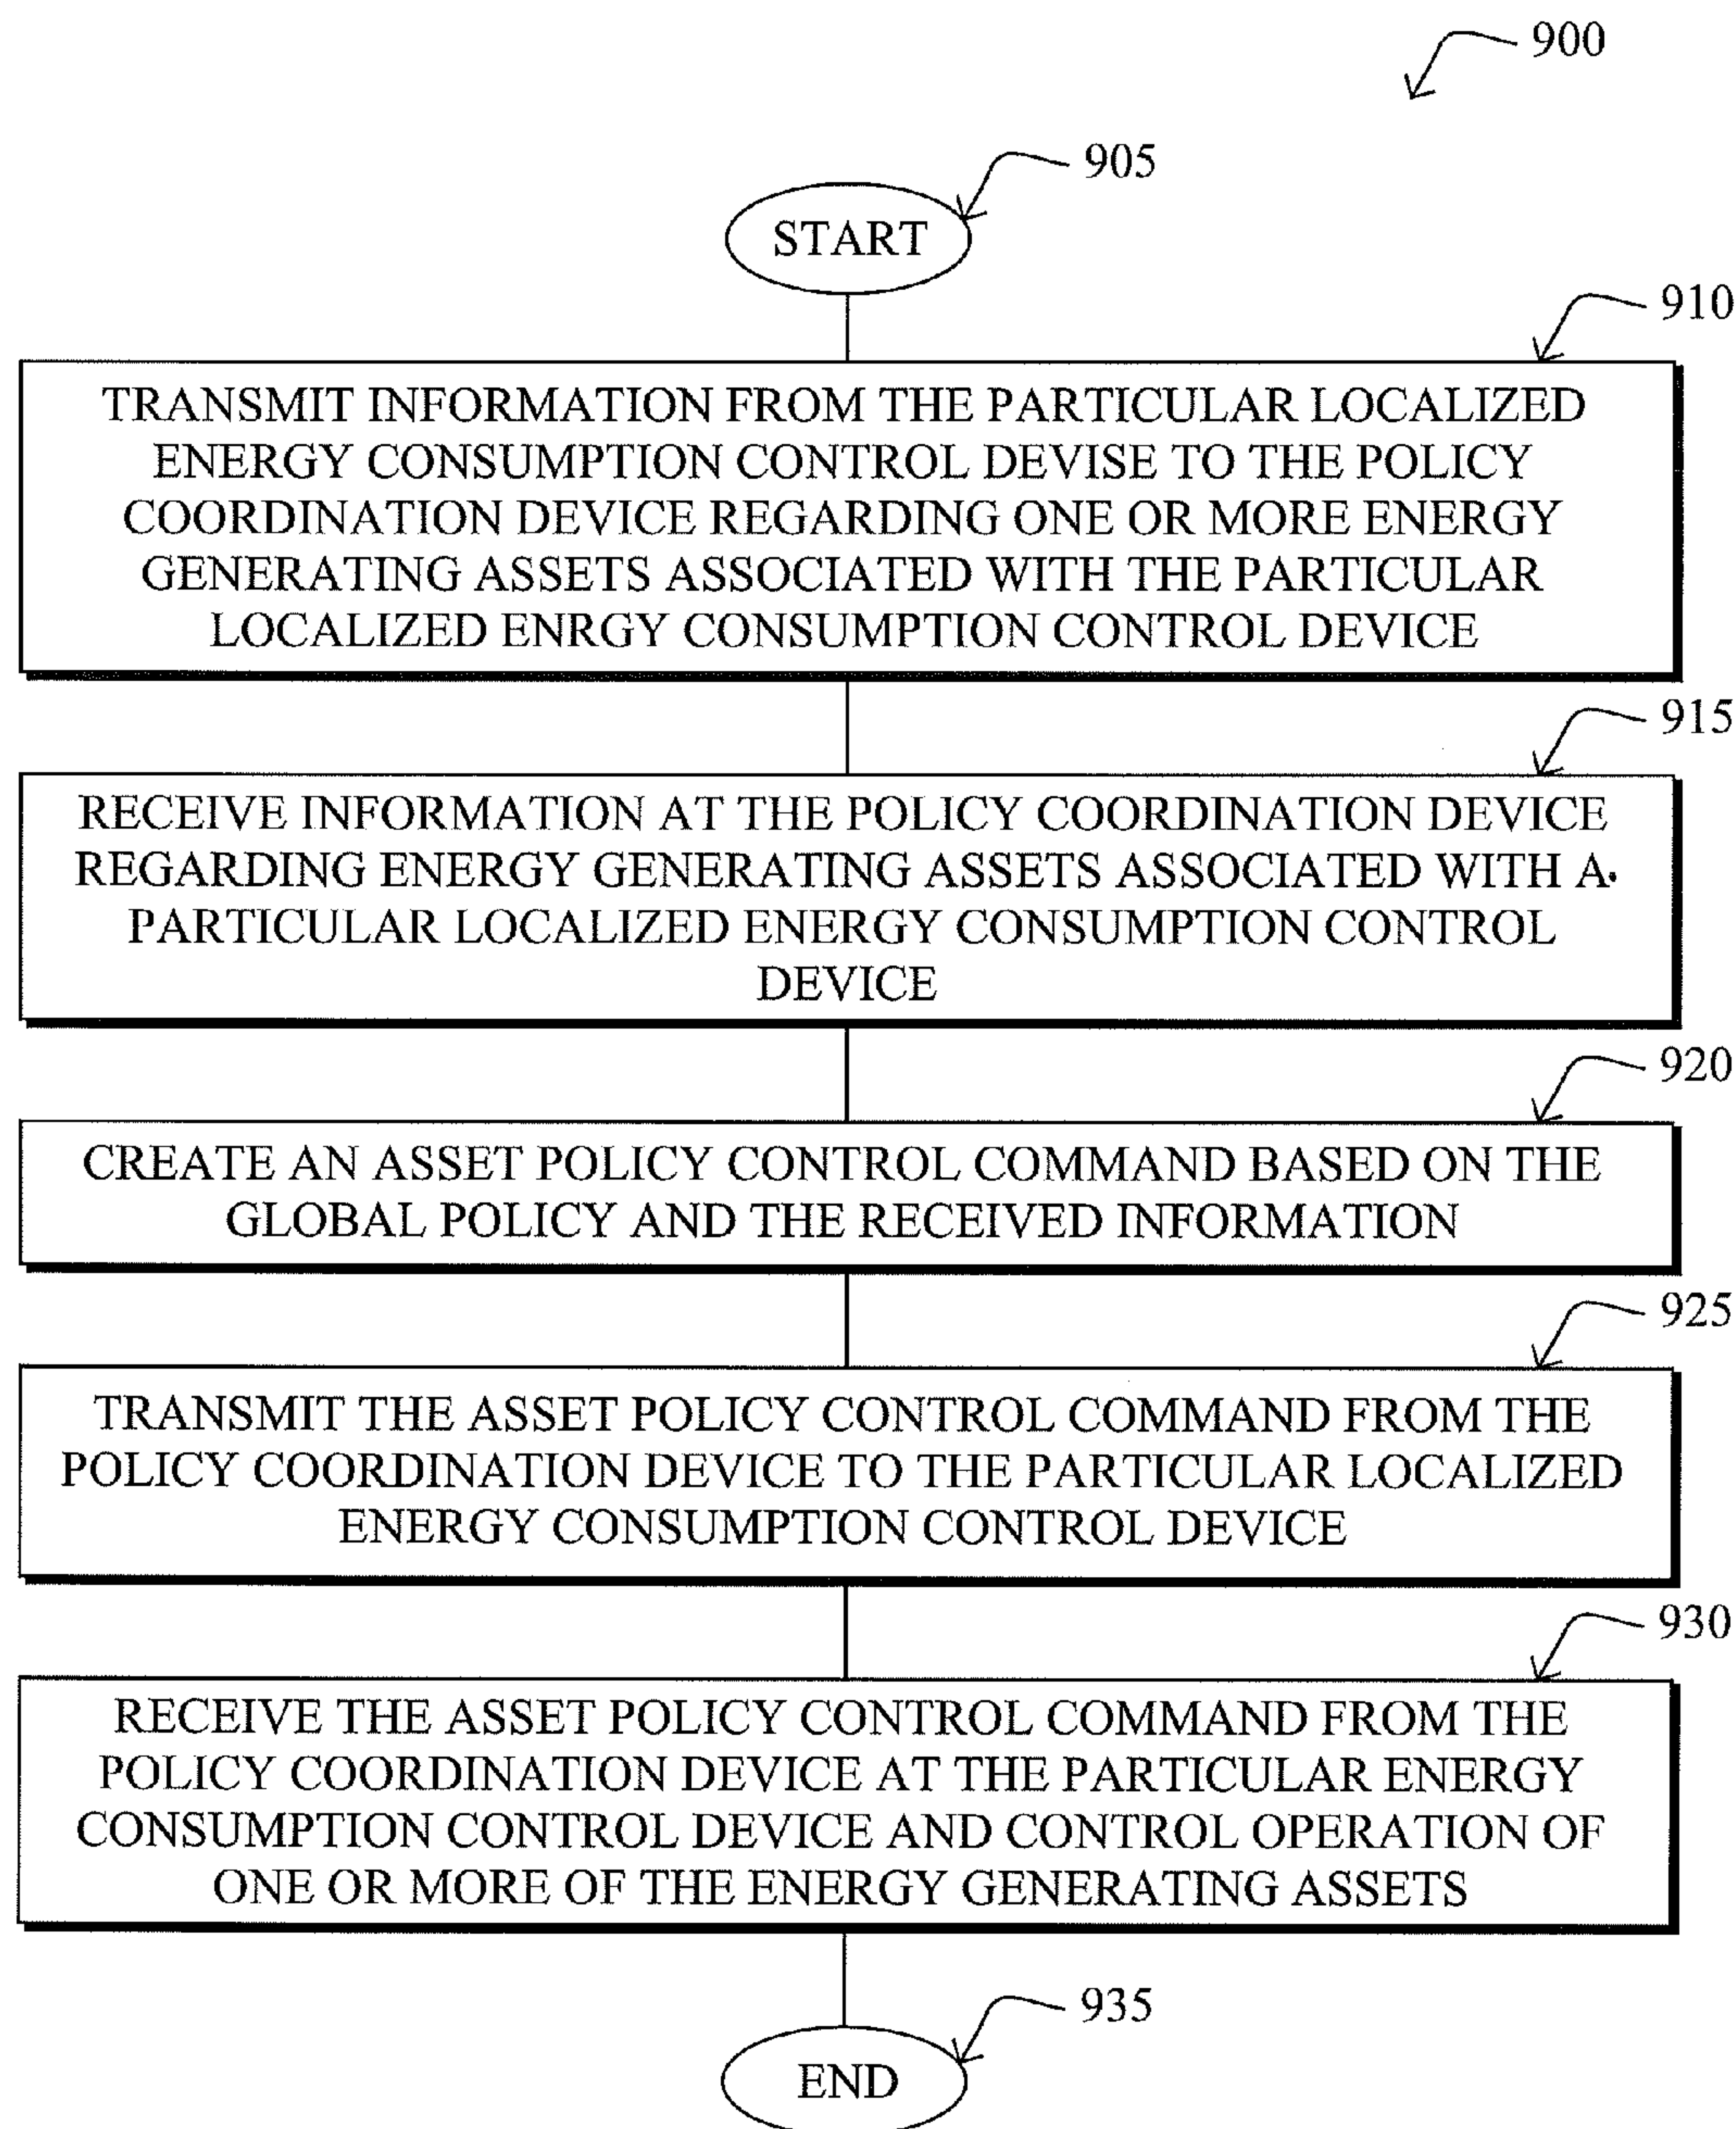 900
905
START
910
TRANSMIT INFORMATION FROM THE PARTICULAR LOCALIZED
ENERGY CONSUMPTION CONTROL DEVISE TO THE POLICY
COORDINATION DEVICE REGARDING ONE OR MORE ENERGY
GENERATING ASSETS ASSOCIATED WITH THE PARTICULAR
LOCALIZED ENRGY CONSUMPTION CONTROL DEVICE
915
RECEIVE INFORMATION AT THE POLICY COORDINATION DEVICE
REGARDING ENERGY GENERATING ASSETS ASSOCIATED WITH A
PARTICULAR LOCALIZED ENERGY CONSUMPTION CONTROL
DEVICE
920
CREATE AN ASSET POLICY CONTROL COMMAND BASED ON THE
GLOBAL POLICY AND THE RECEIVED INFORMATION
925
TRANSMIT THE ASSET POLICY CONTROL COMMAND FROM THE
POLICY COORDINATION DEVICE TO THE PARTICULAR LOCALIZED
ENERGY CONSUMPTION CONTROL DEVICE
930
RECEIVE THE ASSET POLICY CONTROL COMMAND FROM THE
POLICY COORDINATION DEVICE AT THE PARTICULAR ENERGY
CONSUMPTION CONTROL DEVICE AND CONTROL OPERATION OF
ONE OR MORE OF THE ENERGY GENERATING ASSETS
935
END